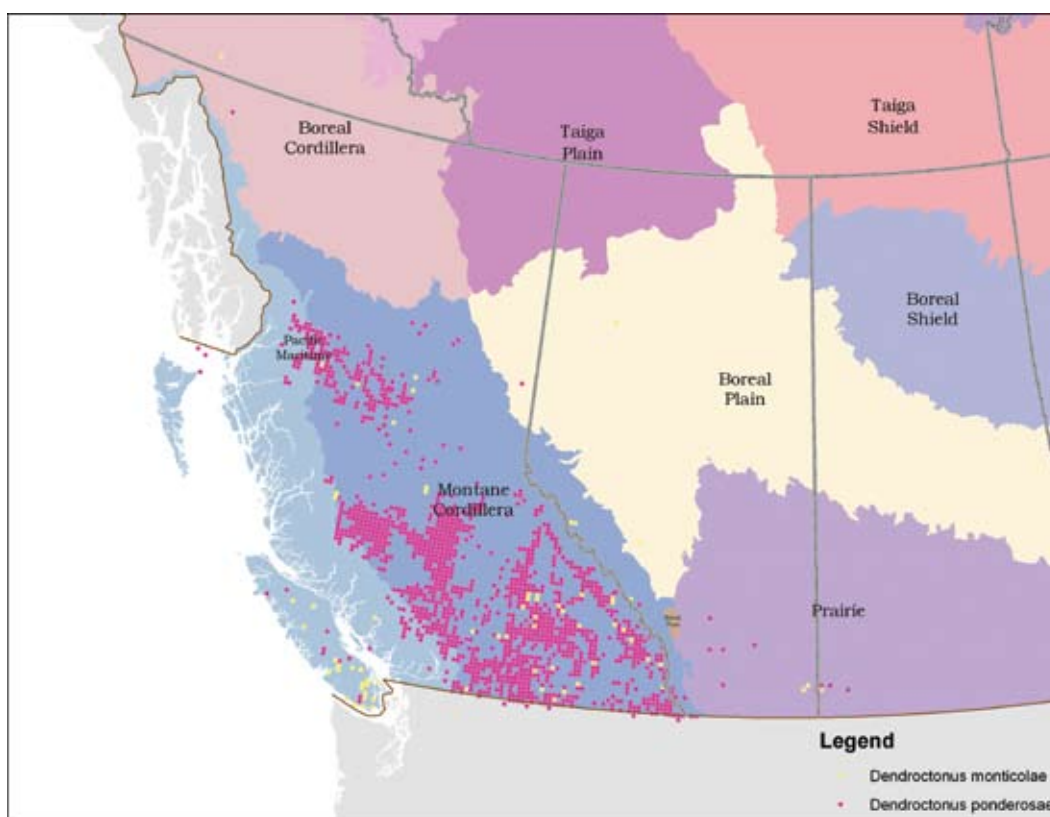 Boreal
Cordillera
Taiga
Plain
Taiga
Shield
Boreal
Shield
Pacific
Maritime
Boreal
Plain
Montane
Cordillera
Prairie
Legend
Dendroctonus monticolae
Dendroctonus ponderosae